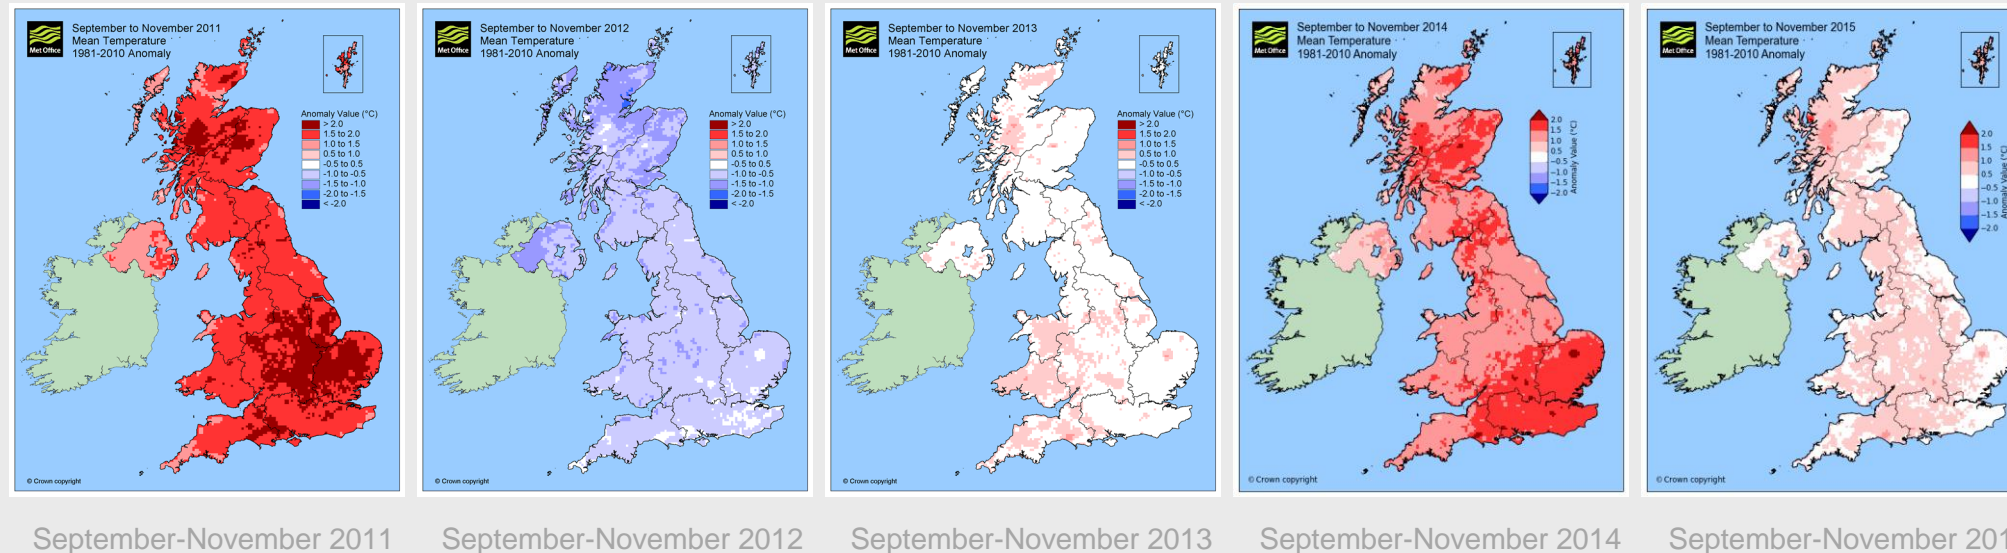 Met Office
September to November 2011
Mean Temperature
1981-2010 Anomaly
Anomaly Value (°C)
> 2.0
1.5 to 2.0
1.0 to 1.5
0.5 to 1.0
-0.5 to 0.5
-1.0 to -0.5
-1.5 to -1.0
-2.0 to -1.5
< -2.0
© Crown copyright
Met Office
September to November 2012
Mean Temperature
1981-2010 Anomaly
Anomaly Value (°C)
> 2.0
1.5 to 2.0
1.0 to 1.5
0.5 to 1.0
-0.5 to 0.5
-1.0 to -0.5
-1.5 to -1.0
-2.0 to -1.5
< -2.0
© Crown copyright
Met Office
September to November 2013
Mean Temperature
1981-2010 Anomaly
Anomaly Value (°C)
> 2.0
1.5 to 2.0
1.0 to 1.5
0.5 to 1.0
-0.5 to 0.5
-1.0 to -0.5
-1.5 to -1.0
-2.0 to -1.5
< -2.0
© Crown copyright
Met Office
September to November 2014
Mean Temperature
1981-2010 Anomaly
2.0
1.5
1.0
0.5
−0.5
−1.0
−1.5
−2.0
Anomaly Value (°C)
© Crown copyright
Met Office
September to November 2015
Mean Temperature
1981-2010 Anomaly
2.0
1.5
1.0
0.5
−0.5
−1.0
−1.5
−2.0
Anomaly Value (°C)
© Crown copyright
September-November 2011
September-November 2012
September-November 2013
September-November 2014
September-November 201